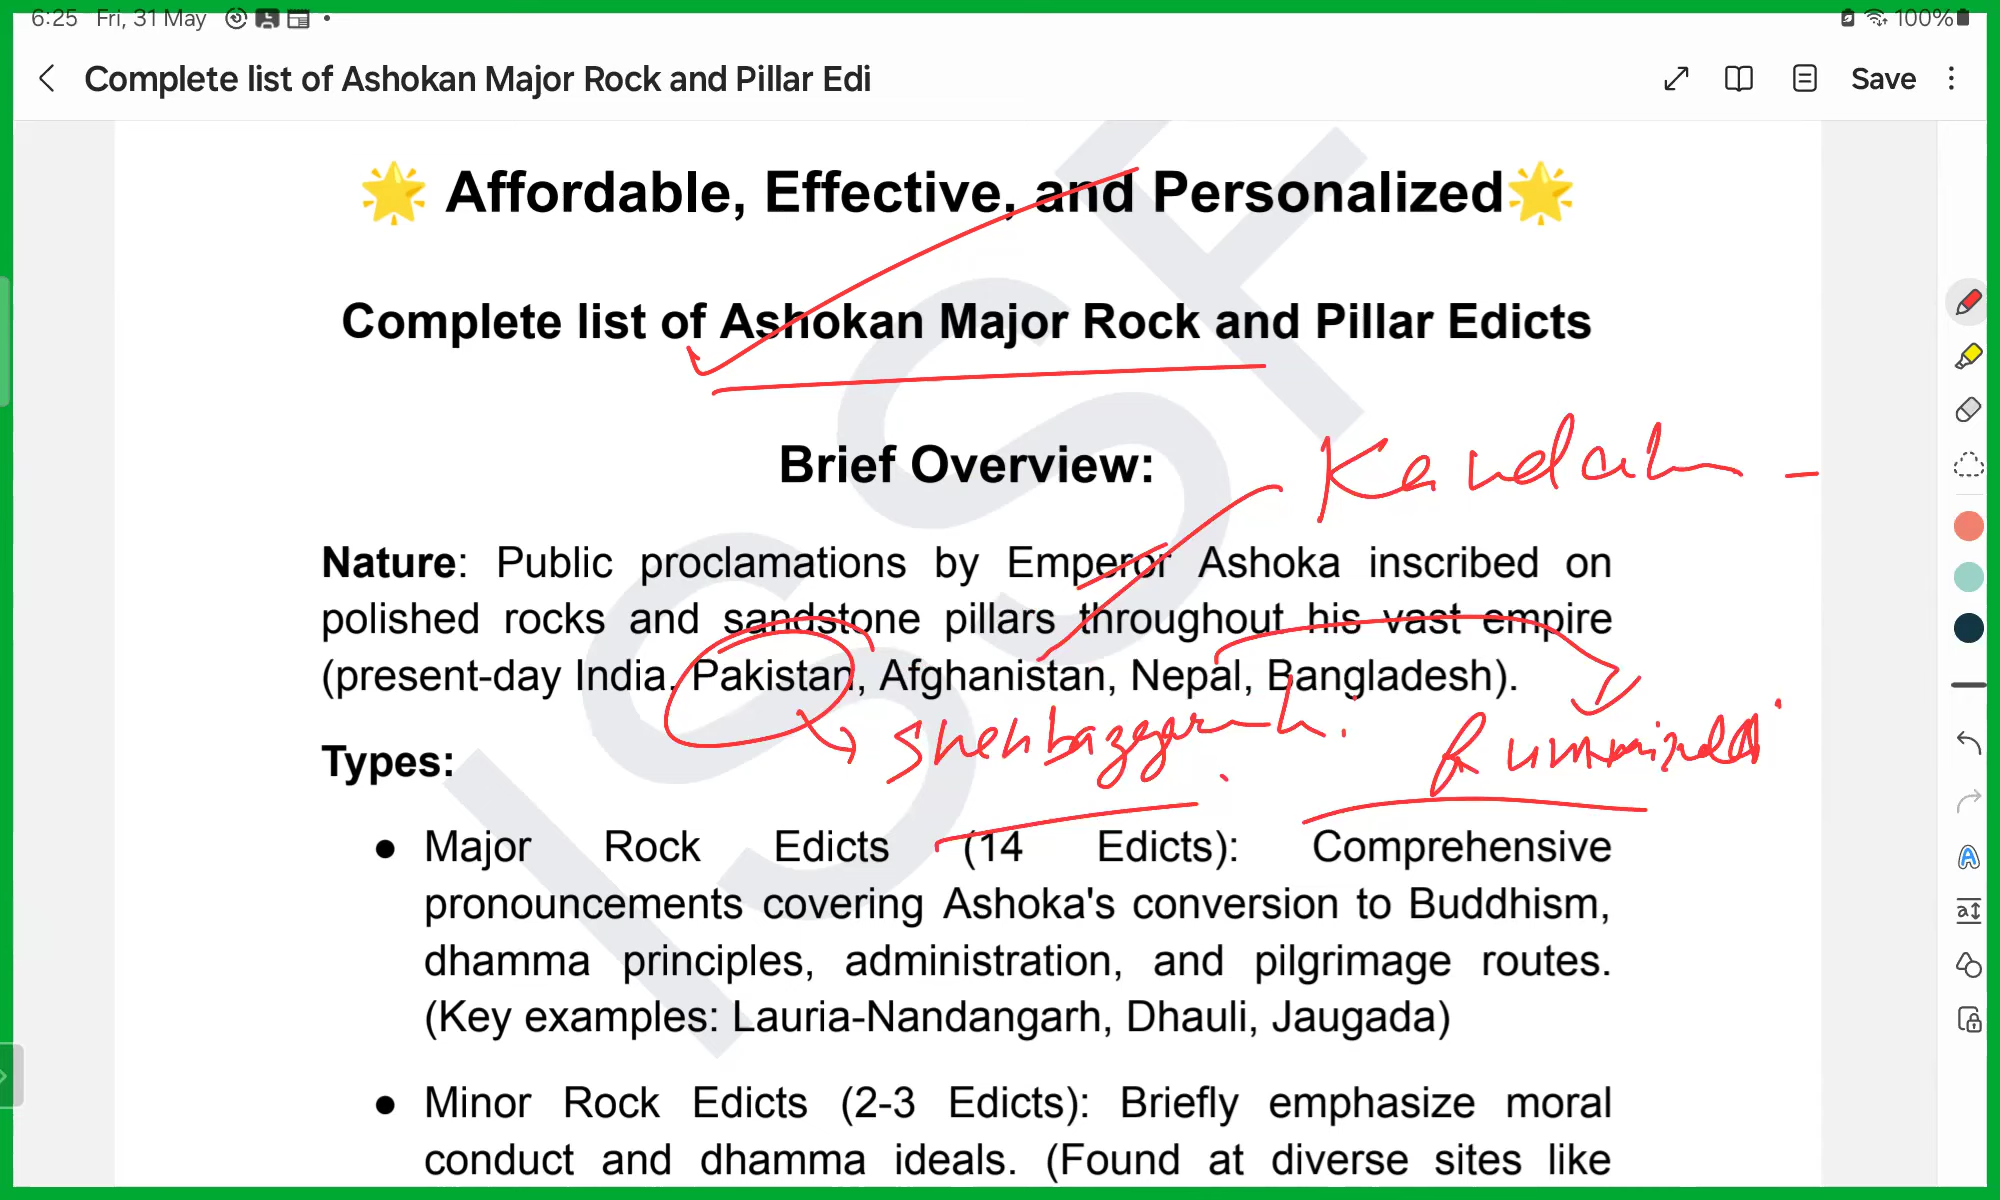 6:25 Fri, 31 May 100%
Complete list of Ashokan Major Rock and Pillar Edi Save
🌟 Affordable, Effective, and Personalized🌟
Complete list of Ashokan Major Rock and Pillar Edicts
Brief Overview:
Nature: Public proclamations by Emperor Ashoka inscribed on
polished rocks and sandstone pillars throughout his vast empire
(present-day India, Pakistan, Afghanistan, Nepal, Bangladesh).
Types:
● Major Rock Edicts (14 Edicts): Comprehensive
pronouncements covering Ashoka's conversion to Buddhism,
dhamma principles, administration, and pilgrimage routes.
(Key examples: Lauria-Nandangarh, Dhauli, Jaugada)
● Minor Rock Edicts (2-3 Edicts): Briefly emphasize moral
conduct and dhamma ideals. (Found at diverse sites like
ISSF